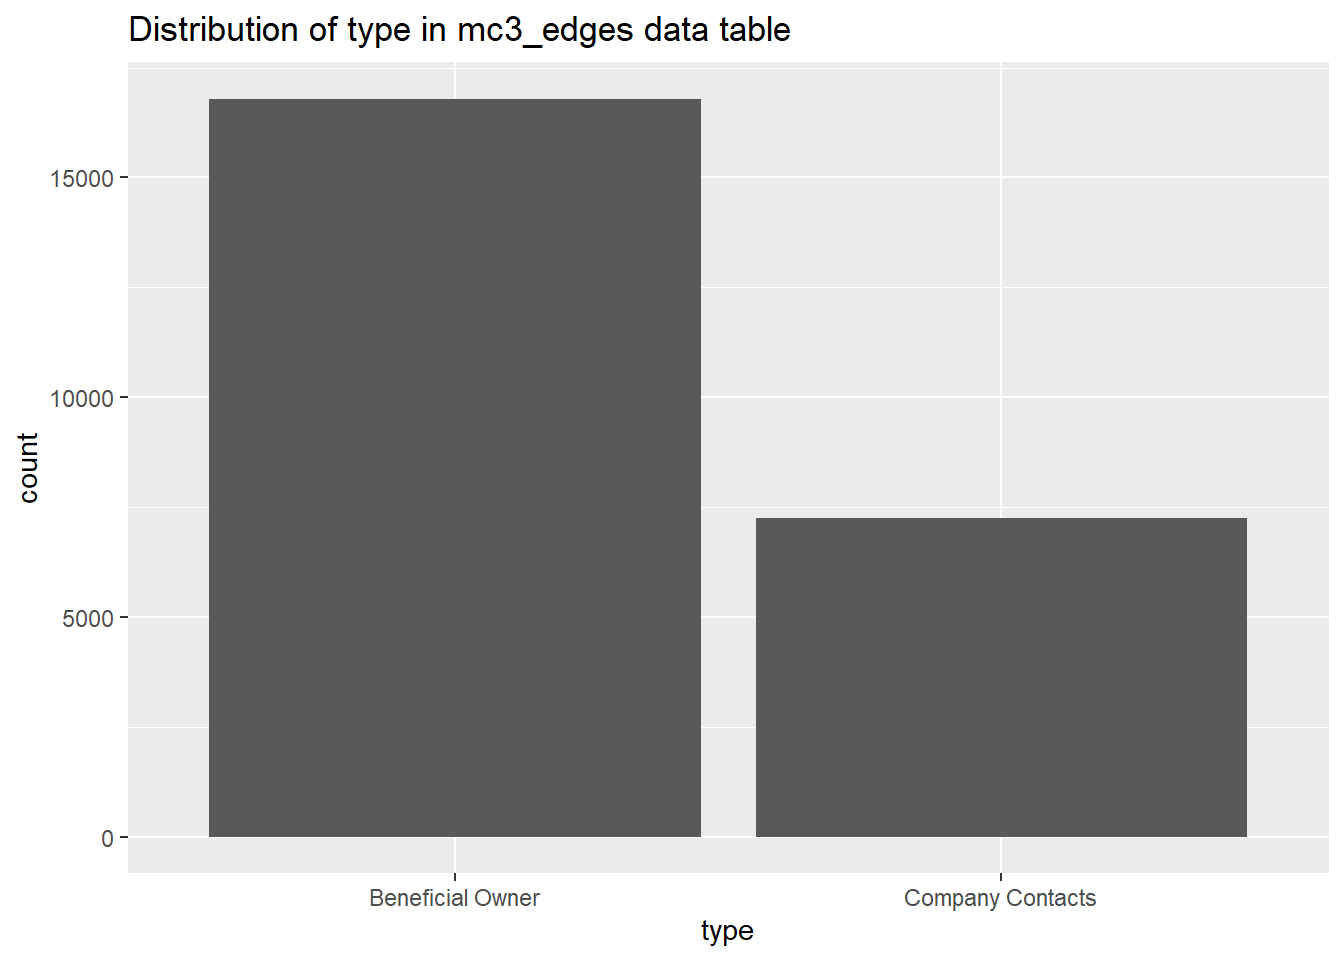 Distribution of type in mc3_edges data table
15000
10000
5000
0
count
Beneficial Owner
Company Contacts
type